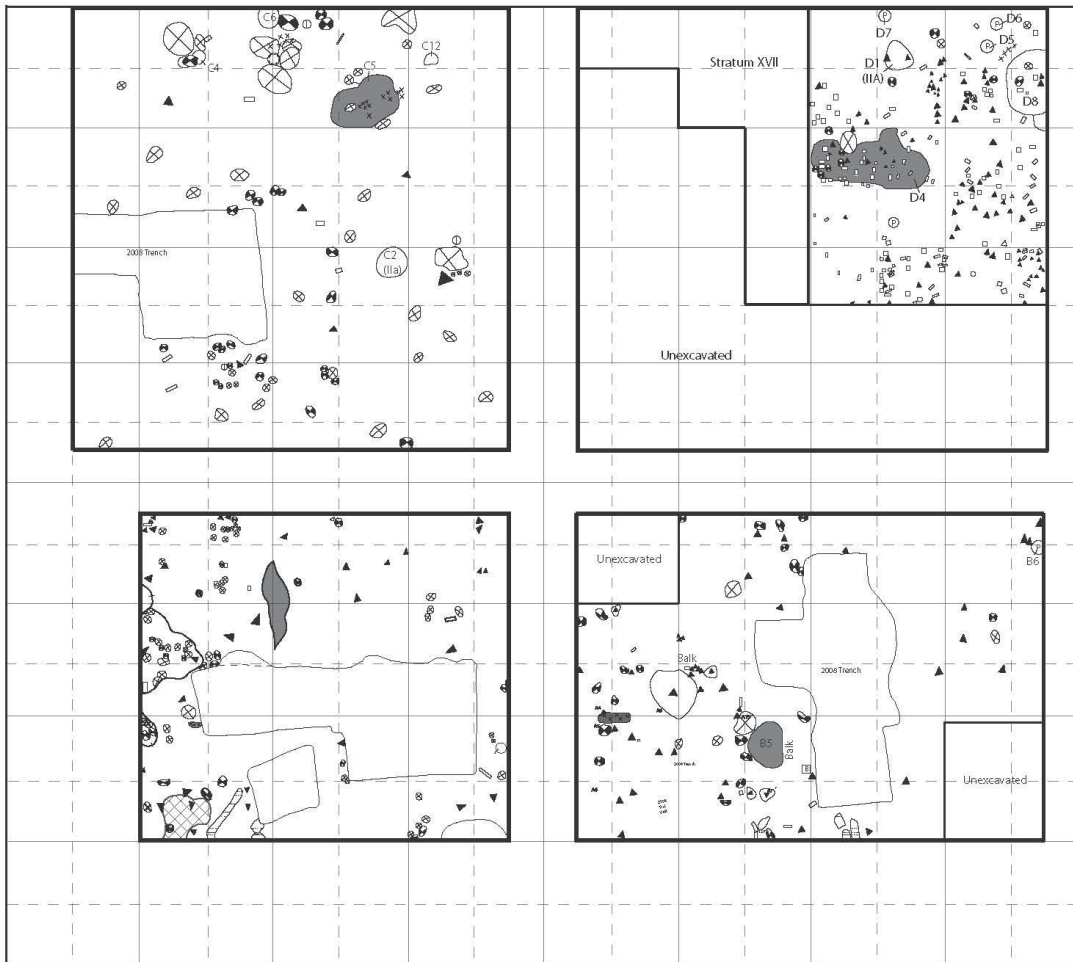 C6
C4
C5
C12
2008 Trench
C2
(IIa)
Stratum XVII
D7
D6
D5
D1
(IIA)
D8
D4
P
P
P
P
Unexcavated
Unexcavated
P
B6
Balk
2008 Trench
B5
Balk
B
Unexcavated